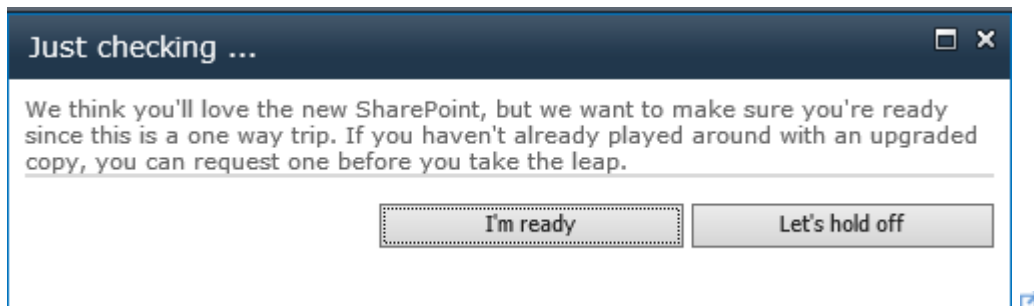 Just checking ...
We think you'll love the new SharePoint, but we want to make sure you're ready
since this is a one way trip. If you haven't already played around with an upgraded
copy, you can request one before you take the leap.
I'm ready
Let's hold off